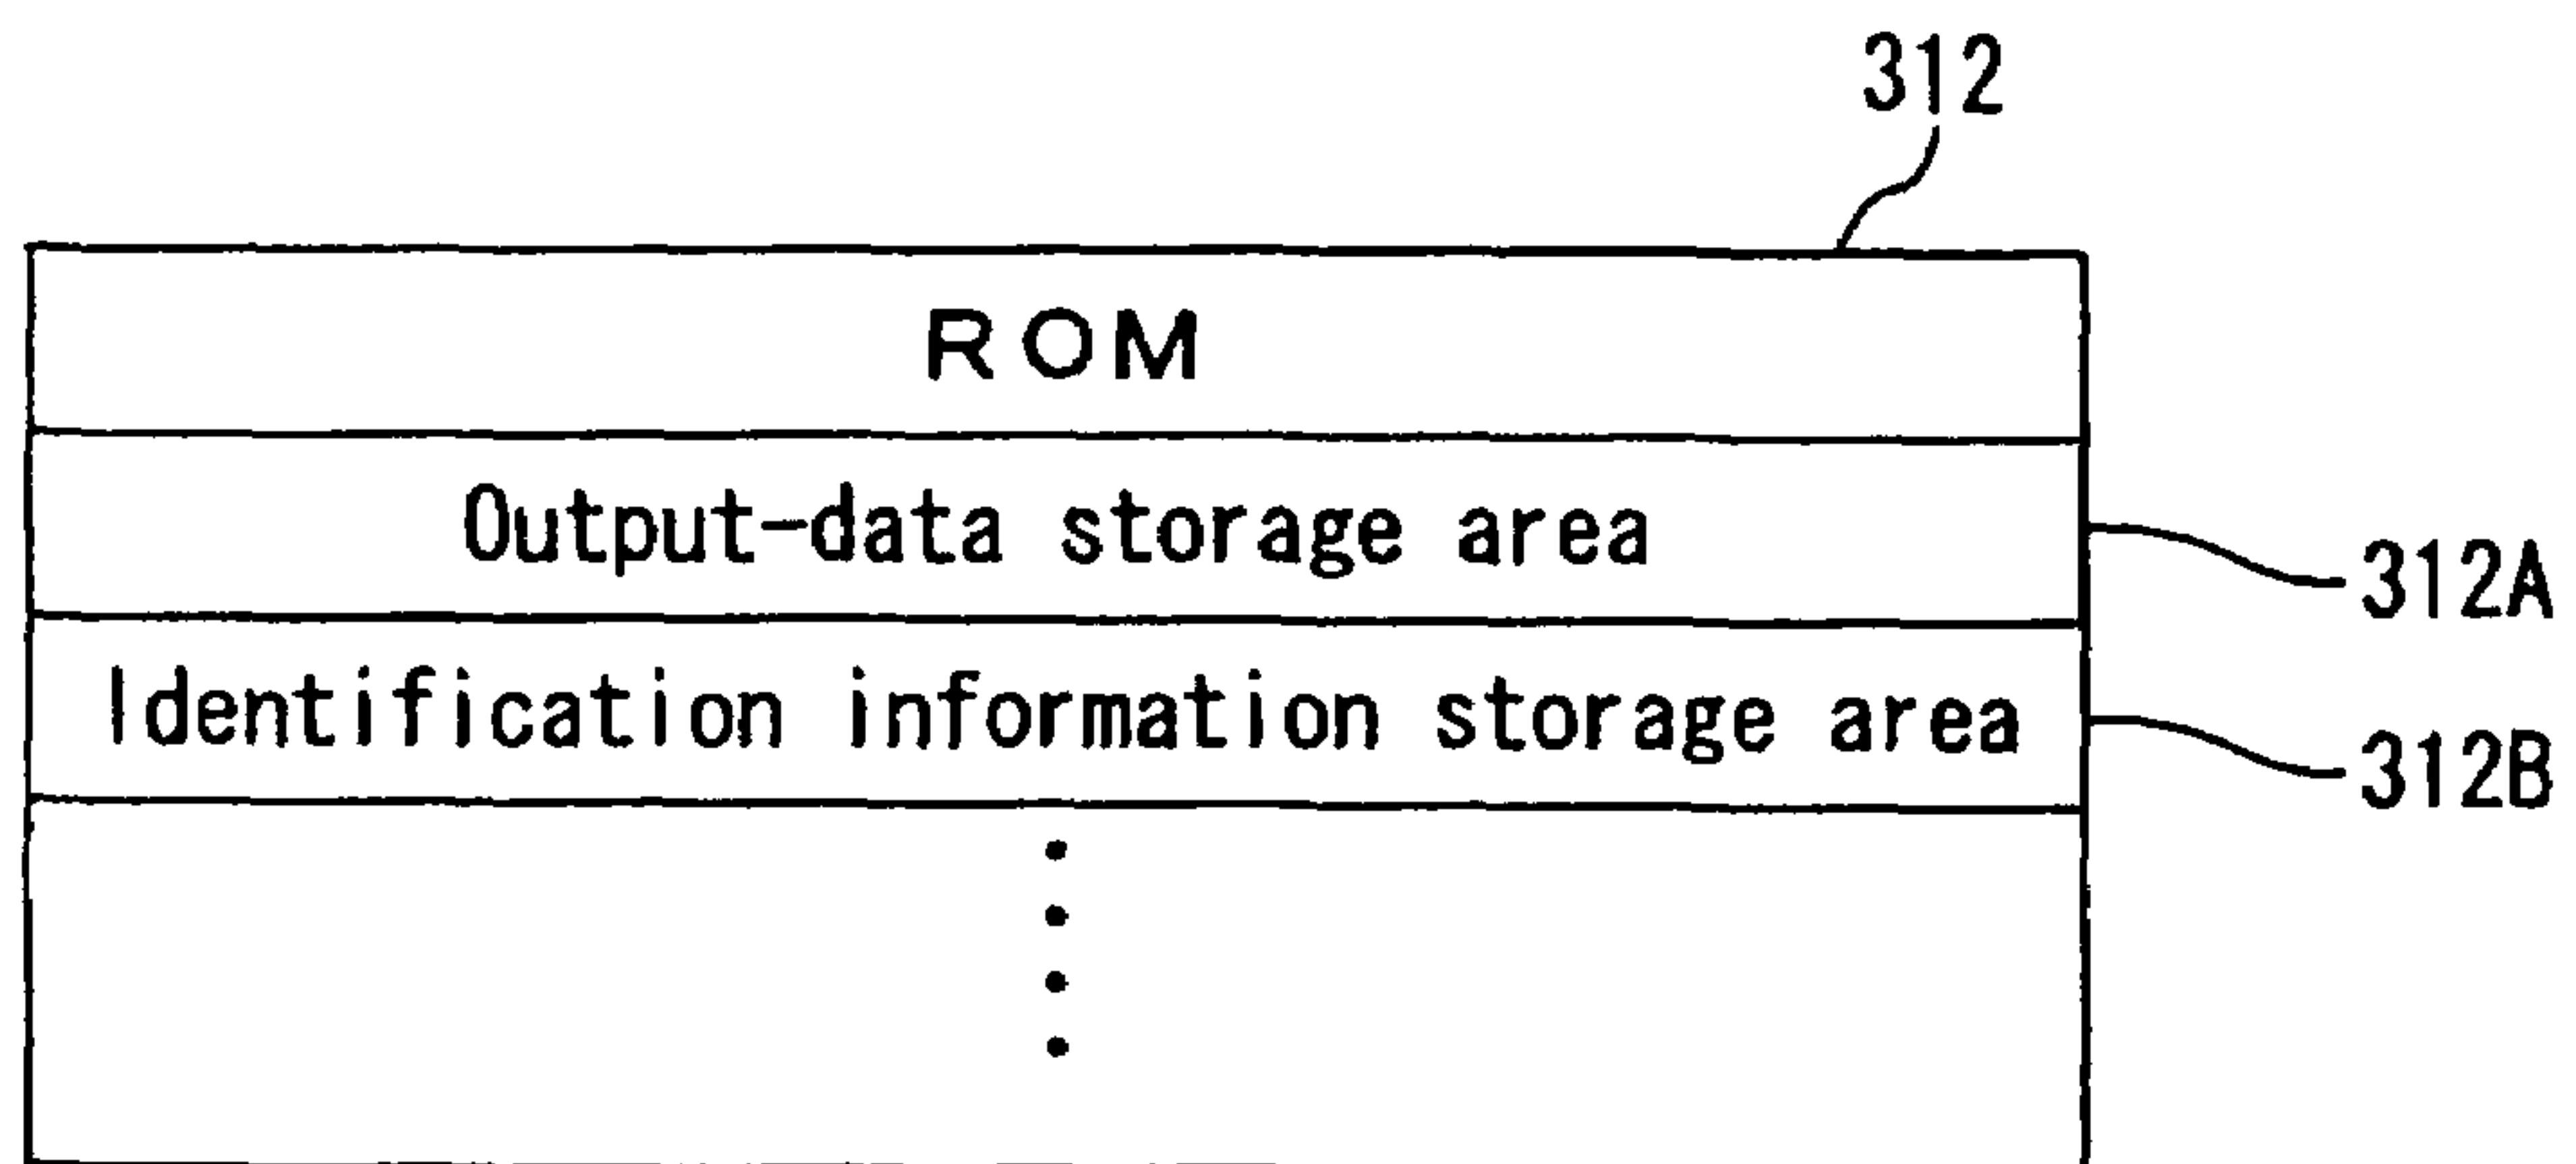 312
ROM
Output-data storage area
312A
Identification information storage area
312B